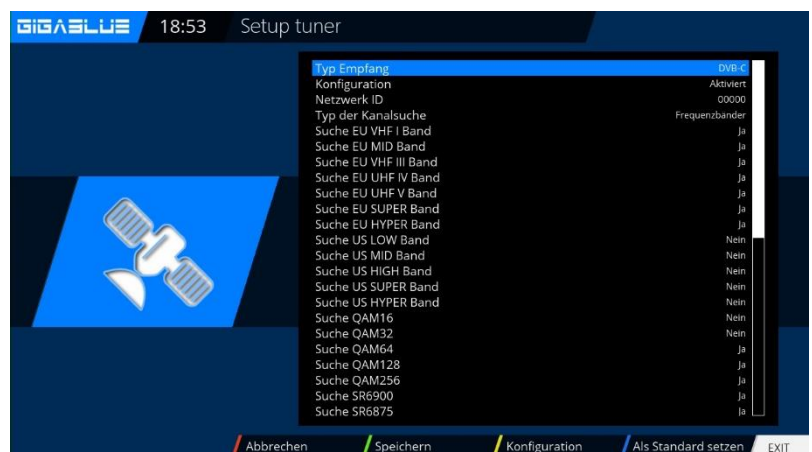 GIGABLUE 18:53 Setup tuner
Typ Empfang DVB-C
Konfiguration Aktiviert
Netzwerk ID 00000
Typ der Kanalsuche Frequenzbänder
Suche EU VHF I Band Ja
Suche EU MID Band Ja
Suche EU VHF III Band Ja
Suche EU UHF IV Band Ja
Suche EU UHF V Band Ja
Suche EU SUPER Band Ja
Suche EU HYPER Band Ja
Suche US LOW Band Nein
Suche US MID Band Nein
Suche US HIGH Band Nein
Suche US SUPER Band Nein
Suche US HYPER Band Nein
Suche QAM16 Nein
Suche QAM32 Nein
Suche QAM64 Ja
Suche QAM128 Ja
Suche QAM256 Ja
Suche SR6900 Ja
Suche SR6875 Ja
Abbrechen Speichern Konfiguration Als Standard setzen EXIT